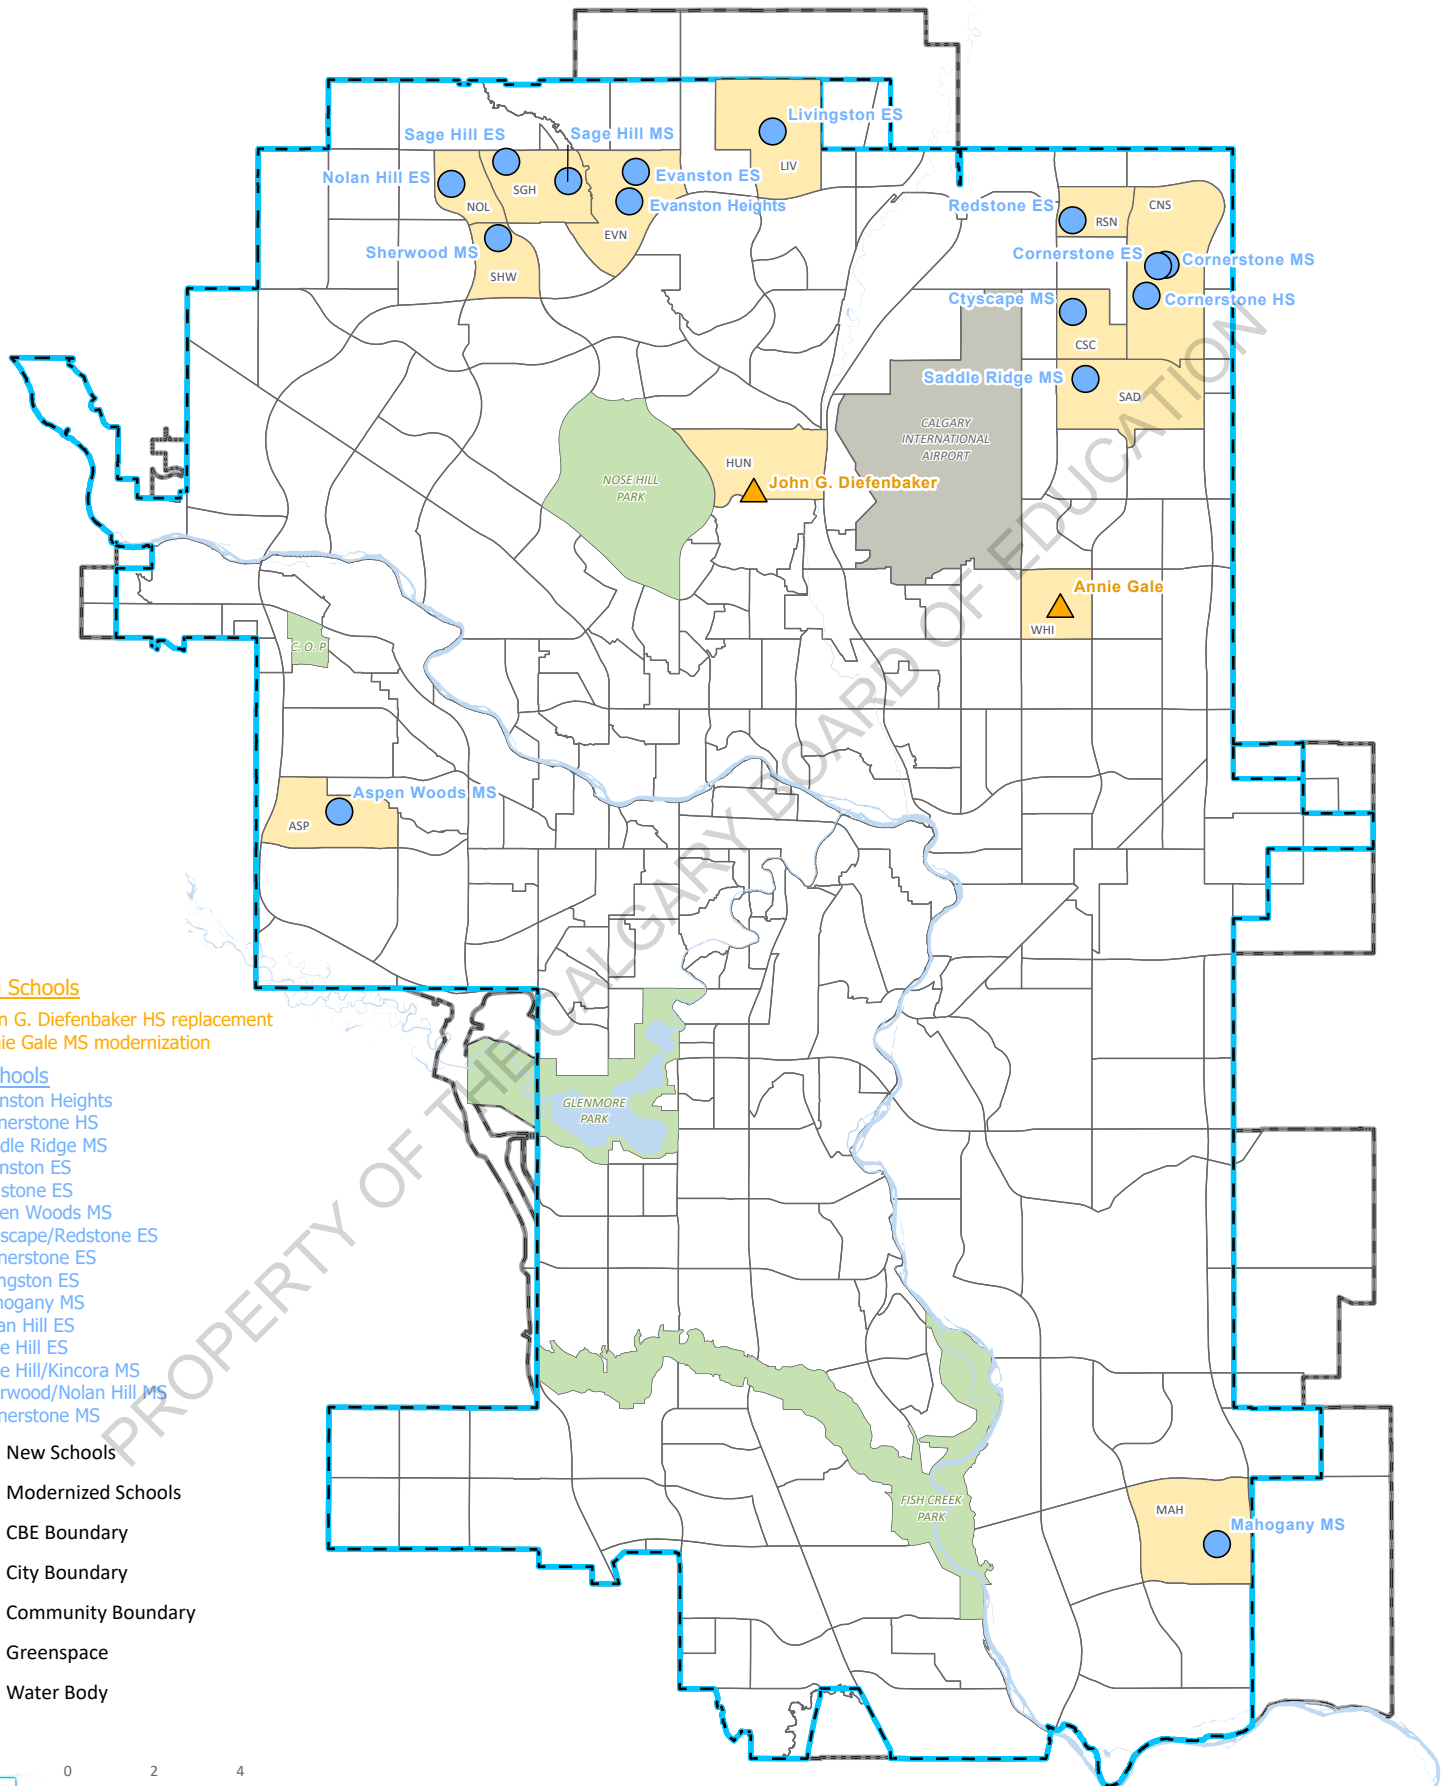 Livingston ES
LIV
Sage Hill ES
Sage Hill MS
Nolan Hill ES
SGH
NOL
Evanston ES
Evanston Heights
EVN
Sherwood MS
SHW
Redstone ES
RSN
CNS
Cornerstone ES
Cornerstone MS
Cornerstone HS
Ctyscape MS
CSC
Saddle Ridge MS
SAD
CALGARY
INTERNATIONAL
AIRPORT
HUN
John G. Diefenbaker
NOSE HILL
PARK
Annie Gale
WHI
C. O. P
Aspen Woods MS
ASP
PROPERTY OF THE CALGARY BOARD OF EDUCATION
GLENMORE
PARK
FISH CREEK
PARK
MAH
Mahogany MS
Schools
n G. Diefenbaker HS replacement
ie Gale MS modernization
hools
nston Heights
nerstone HS
dle Ridge MS
nston ES
stone ES
en Woods MS
scape/Redstone ES
nerstone ES
ngston ES
hogany MS
an Hill ES
e Hill ES
e Hill/Kincora MS
rwood/Nolan Hill MS
nerstone MS
New Schools
Modernized Schools
CBE Boundary
City Boundary
Community Boundary
Greenspace
Water Body
0 2 4